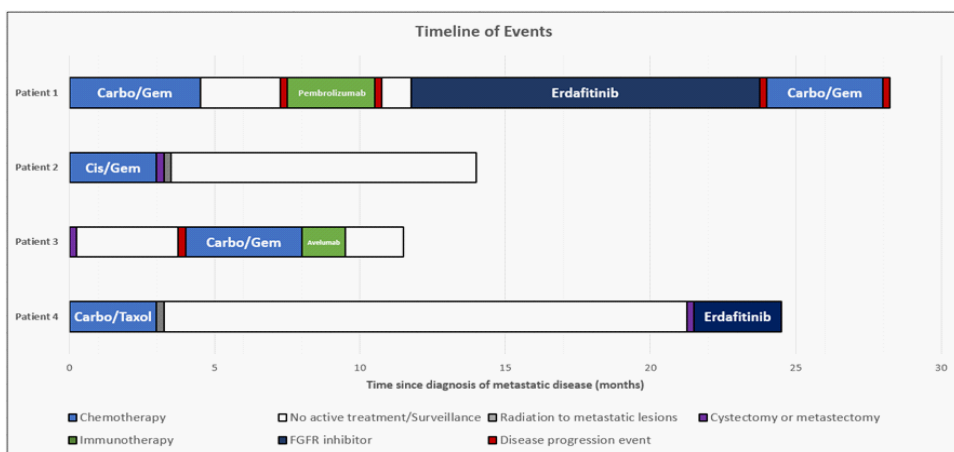 Timeline of Events
Patient 1
Carbo/Gem
Pembrolizumab
Erdafitinib
Carbo/Gem
Patient 2
Cis/Gem
Patient 3
Carbo/Gem
Avelumab
Patient 4
Carbo/Taxol
Erdafitinib
0 5 10 15 20 25 30
Time since diagnosis of metastatic disease (months)
Chemotherapy No active treatment/Surveillance Radiation to metastatic lesions Cystectomy or metastectomy
Immunotherapy FGFR inhibitor Disease progression event